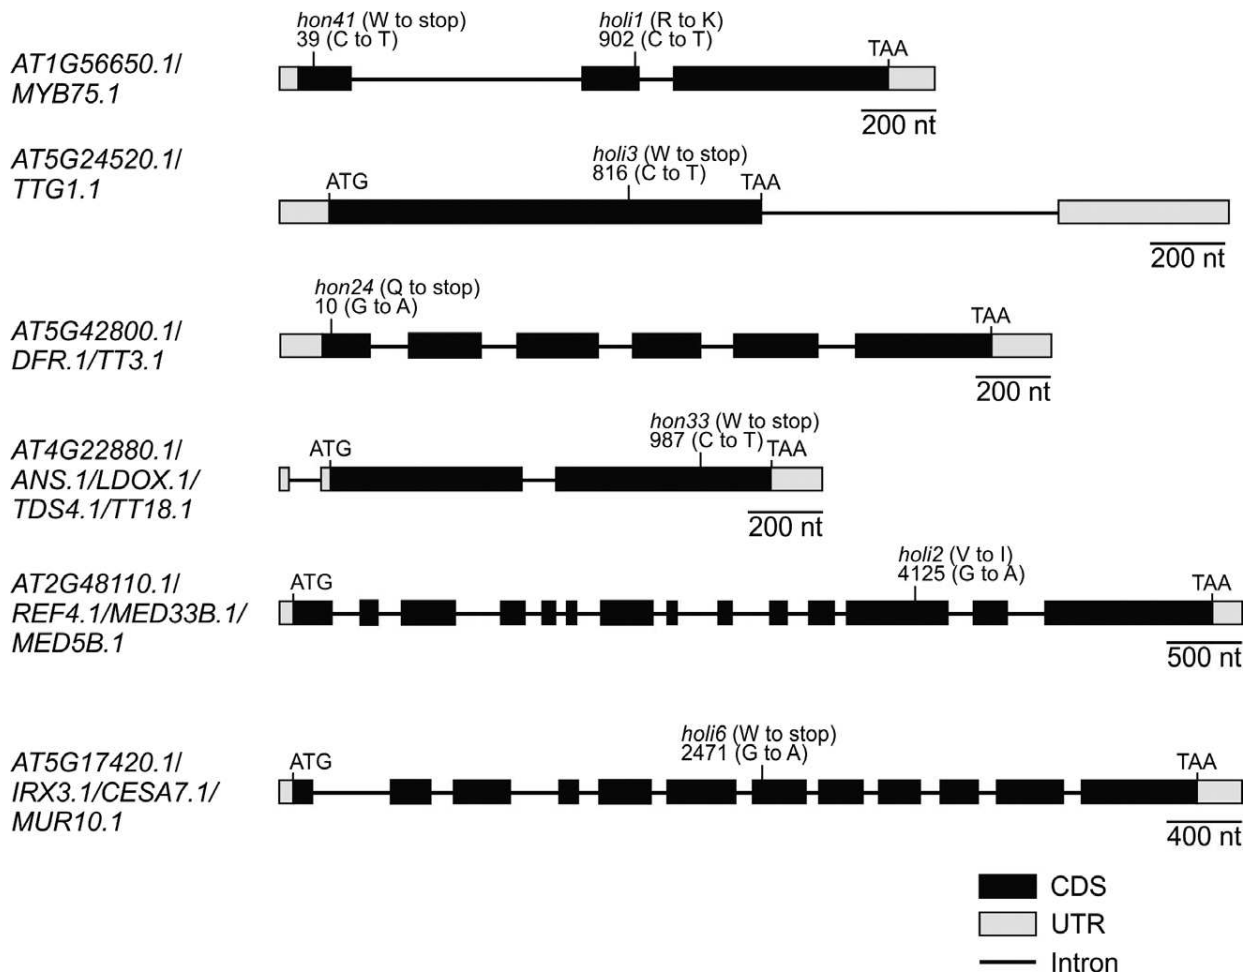 hon41 (W to stop)
39 (C to T)
holi1 (R to K)
902 (C to T)
TAA
AT1G56650.1/
MYB75.1
200 nt
AT5G24520.1/
TTG1.1
ATG
holi3 (W to stop)
816 (C to T)
TAA
200 nt
hon24 (Q to stop)
10 (G to A)
TAA
AT5G42800.1/
DFR.1/TT3.1
200 nt
AT4G22880.1/
ANS.1/LDOX.1/
TDS4.1/TT18.1
ATG
hon33 (W to stop)
987 (C to T)
TAA
200 nt
AT2G48110.1/
REF4.1/MED33B.1/
MED5B.1
ATG
holi2 (V to I)
4125 (G to A)
TAA
500 nt
AT5G17420.1/
IRX3.1/CESA7.1/
MUR10.1
ATG
holi6 (W to stop)
2471 (G to A)
TAA
400 nt
CDS
UTR
Intron